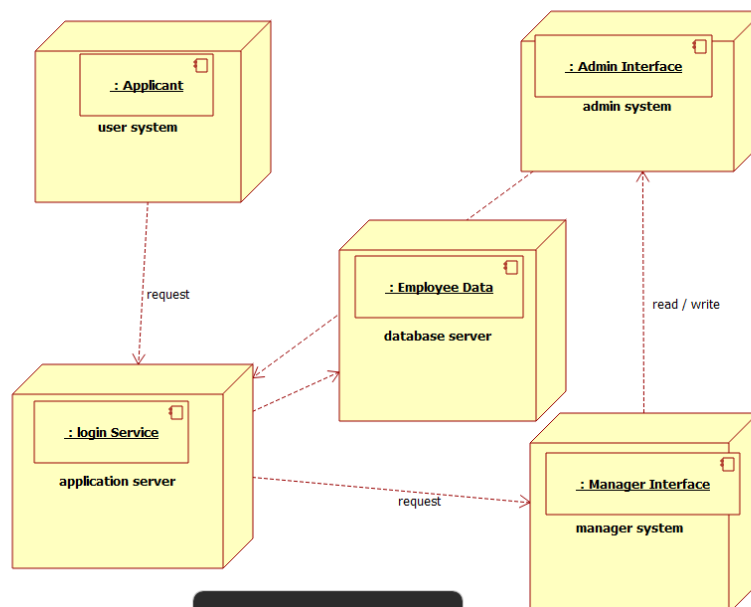 : Applicant
user system
: Admin Interface
admin system
: Employee Data
database server
request
read / write
: login Service
application server
request
: Manager Interface
manager system